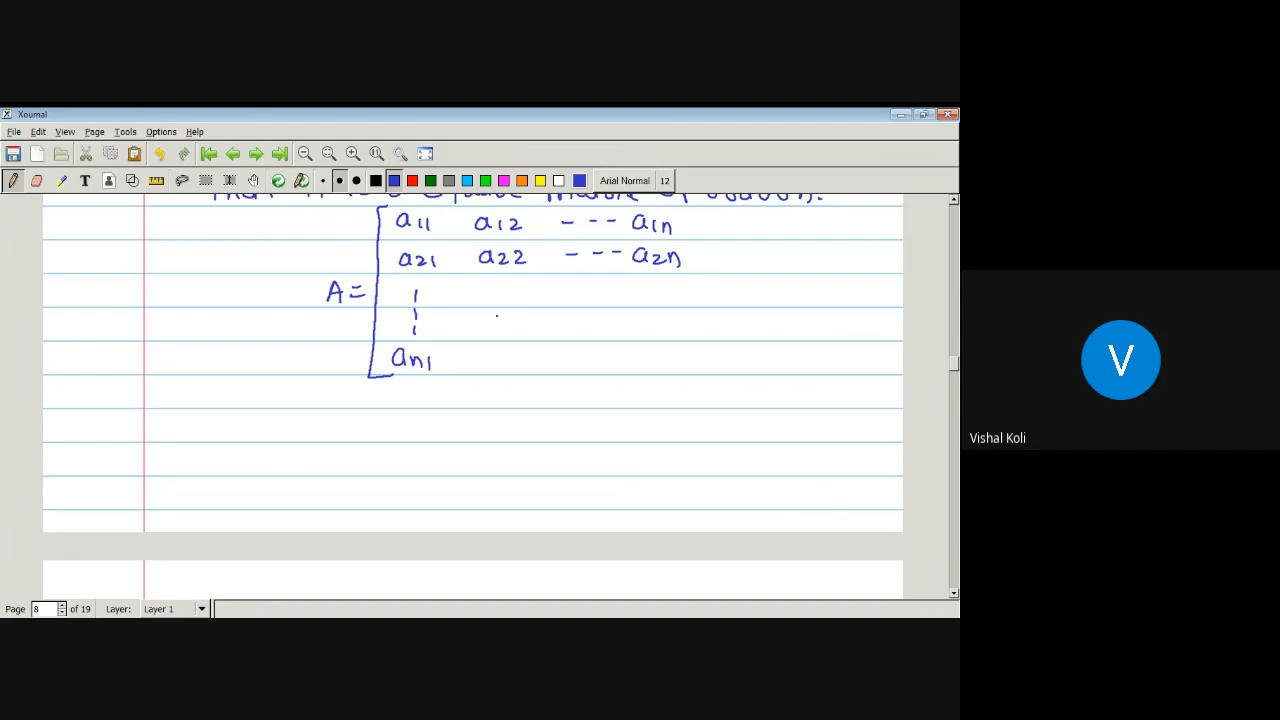 Xournal
File Edit View Page Tools Options Help
Arial Normal 12
a11 a12 --- a1n
a21 a22 --- a2n
A=
an1
V
Vishal Koli
Page 8 of 19 Layer: Layer 1